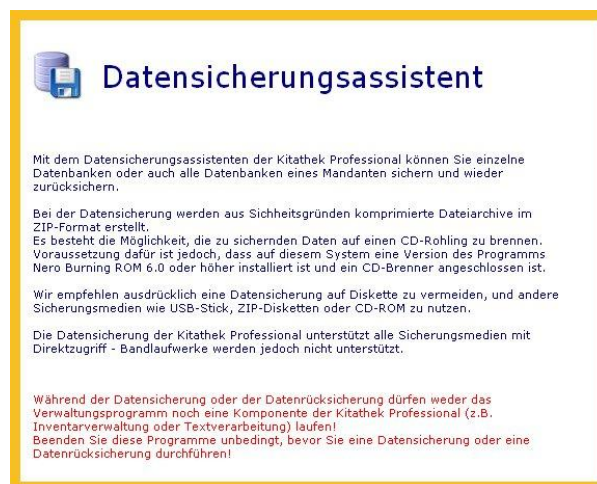 Datensicherungsassistent
Mit dem Datensicherungsassistenten der Kitathek Professional können Sie einzelne
Datenbanken oder auch alle Datenbanken eines Mandanten sichern und wieder
zurücksichern.
Bei der Datensicherung werden aus Sichheitsgründen komprimierte Dateiarchive im
ZIP-Format erstellt.
Es besteht die Möglichkeit, die zu sichernden Daten auf einen CD-Rohling zu brennen.
Voraussetzung dafür ist jedoch, dass auf diesem System eine Version des Programms
Nero Burning ROM 6.0 oder höher installiert ist und ein CD-Brenner angeschlossen ist.
Wir empfehlen ausdrücklich eine Datensicherung auf Diskette zu vermeiden, und andere
Sicherungsmedien wie USB-Stick, ZIP-Disketten oder CD-ROM zu nutzen.
Die Datensicherung der Kitathek Professional unterstützt alle Sicherungsmedien mit
Direktzugriff - Bandlaufwerke werden jedoch nicht unterstützt.
Während der Datensicherung oder der Datenrücksicherung dürfen weder das
Verwaltungsprogramm noch eine Komponente der Kitathek Professional (z.B.
Inventarverwaltung oder Textverarbeitung) laufen!
Beenden Sie diese Programme unbedingt, bevor Sie eine Datensicherung oder eine
Datenrücksicherung durchführen!